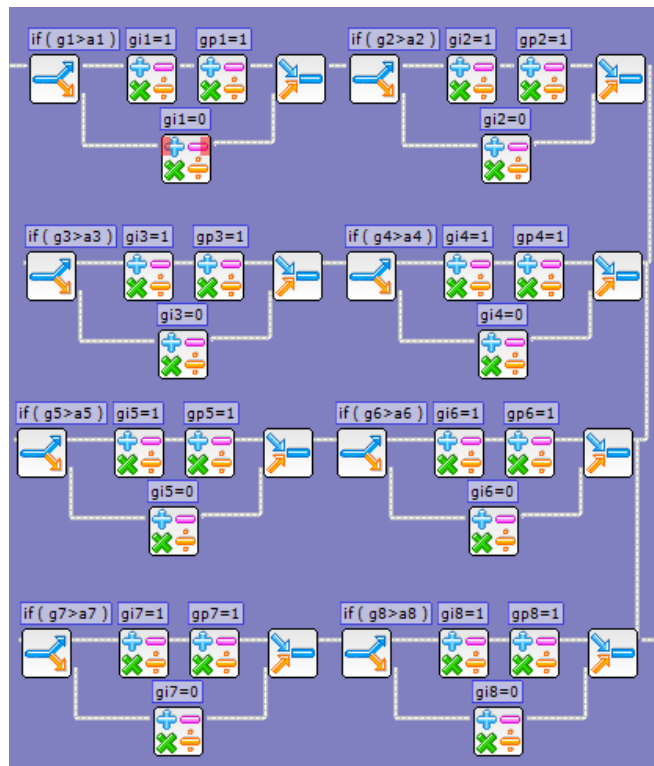 if ( g1>a1 ) gi1=1 gp1=1 if ( g2>a2 ) gi2=1 gp2=1
gi1=0 gi2=0
if ( g3>a3 ) gi3=1 gp3=1 if ( g4>a4 ) gi4=1 gp4=1
gi3=0 gi4=0
if ( g5>a5 ) gi5=1 gp5=1 if ( g6>a6 ) gi6=1 gp6=1
gi5=0 gi6=0
if ( g7>a7 ) gi7=1 gp7=1 if ( g8>a8 ) gi8=1 gp8=1
gi7=0 gi8=0